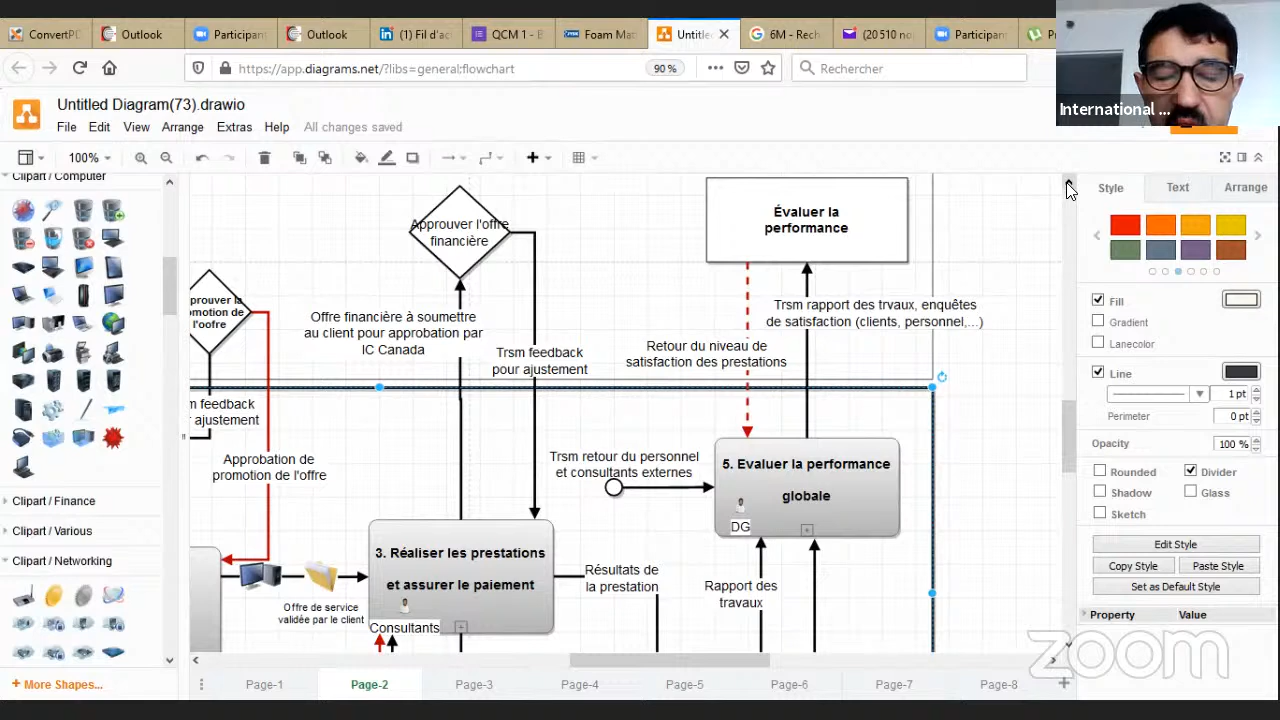 ConvertP
Outlook
Participan
Outlook
(1) Fil d'a
QCM 1 -
Foam Ma
Untitle
6M - Rech
(20 510 no
Participan
https://app.diagrams.net/?libs=general;flowchart
90 %
Rechercher
International ...
Untitled Diagram(73).drawio
File
Edit
View
Arrange
Extras
Help
All changes saved
100%
Clipart / Computer
Clipart / Finance
Clipart / Various
Clipart / Networking
+ More Shapes...
Approuver l'offre
financière
Évaluer la
performance
prouver la
omotion de
l'oofre
Offre financière à soumettre
au client pour approbation par
IC Canada
Trsm feedback
pour ajustement
Trsm rapport des trvaux, enquêtes
de satisfaction (clients, personnel,...)
Retour du niveau de
satisfaction des prestations
m feedback
ajustement
Approbation de
promotion de l'offre
Trsm retour du personnel
et consultants externes
5. Evaluer la performance
globale
DG
3. Réaliser les prestations
et assurer le paiement
Consultants
Offre de service
validée par le client
Résultats de
la prestation
Rapport des
travaux
Page-1
Page-2
Page-3
Page-4
Page-5
Page-6
Page-7
Page-8
Style
Text
Arrange
Fill
Gradient
Lanecolor
Line
1 pt
Perimeter
0 pt
Opacity
100 %
Rounded
Divider
Shadow
Glass
Sketch
Edit Style
Copy Style
Paste Style
Set as Default Style
Property
Value
zoom